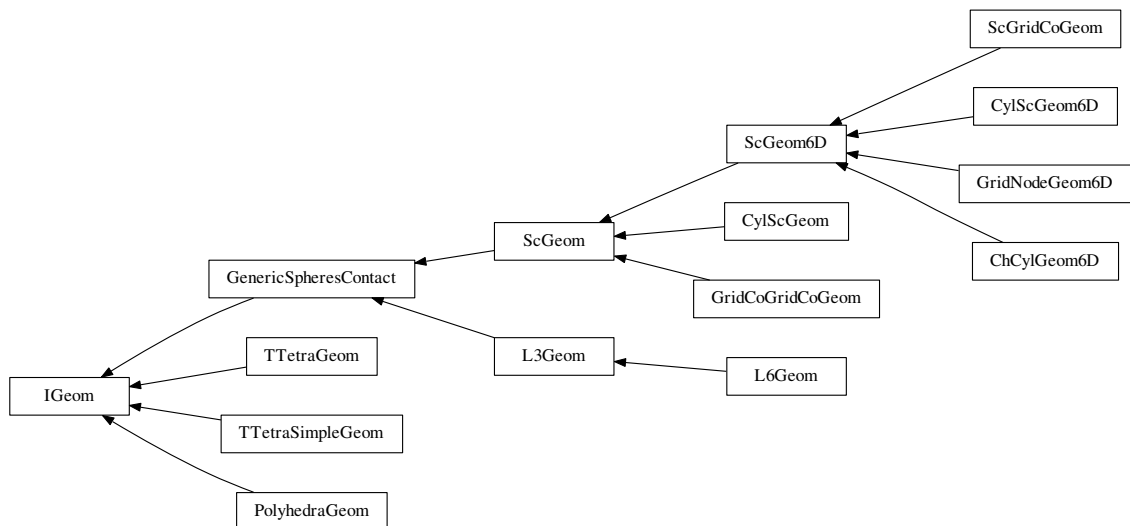 ScGridCoGeom
CylScGeom6D
ScGeom6D
GridNodeGeom6D
CylScGeom
ScGeom
ChCylGeom6D
GenericSpheresContact
GridCoGridCoGeom
TTetraGeom
L3Geom
L6Geom
IGeom
TTetraSimpleGeom
PolyhedraGeom